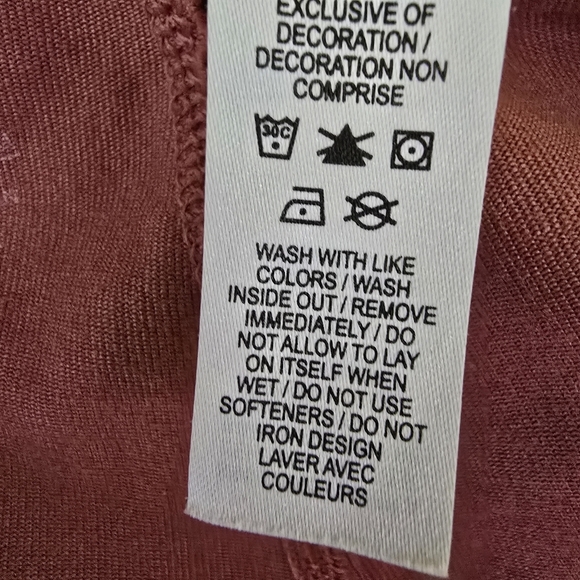 EXCLUSIVE OF
DECORATION /
DECORATION NON
COMPRISE
30C
WASH WITH LIKE
COLORS / WASH
INSIDE OUT / REMOVE
IMMEDIATELY / DO
NOT ALLOW TO LAY
ON ITSELF WHEN
WET / DO NOT USE
SOFTENERS / DO NOT
IRON DESIGN
LAVER AVEC
COULEURS